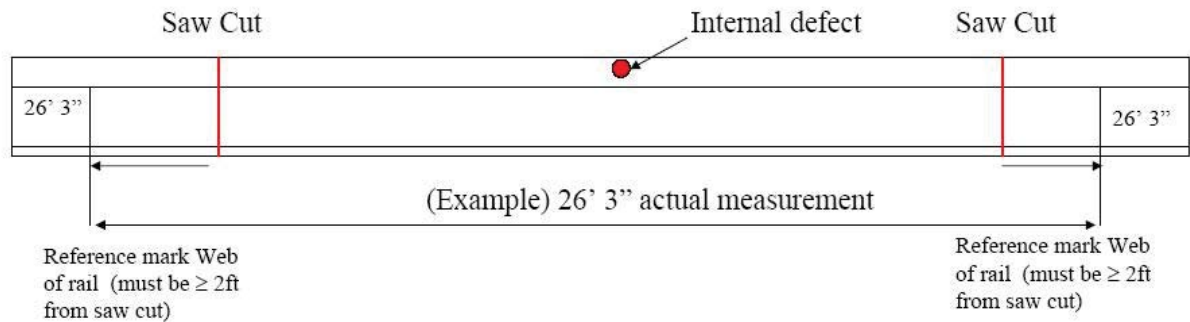 Saw Cut
Internal defect
Saw Cut
26’ 3”
26’ 3”
(Example) 26’ 3” actual measurement
Reference mark Web
of rail (must be ≥ 2ft
from saw cut)
Reference mark Web
of rail (must be ≥ 2ft
from saw cut)